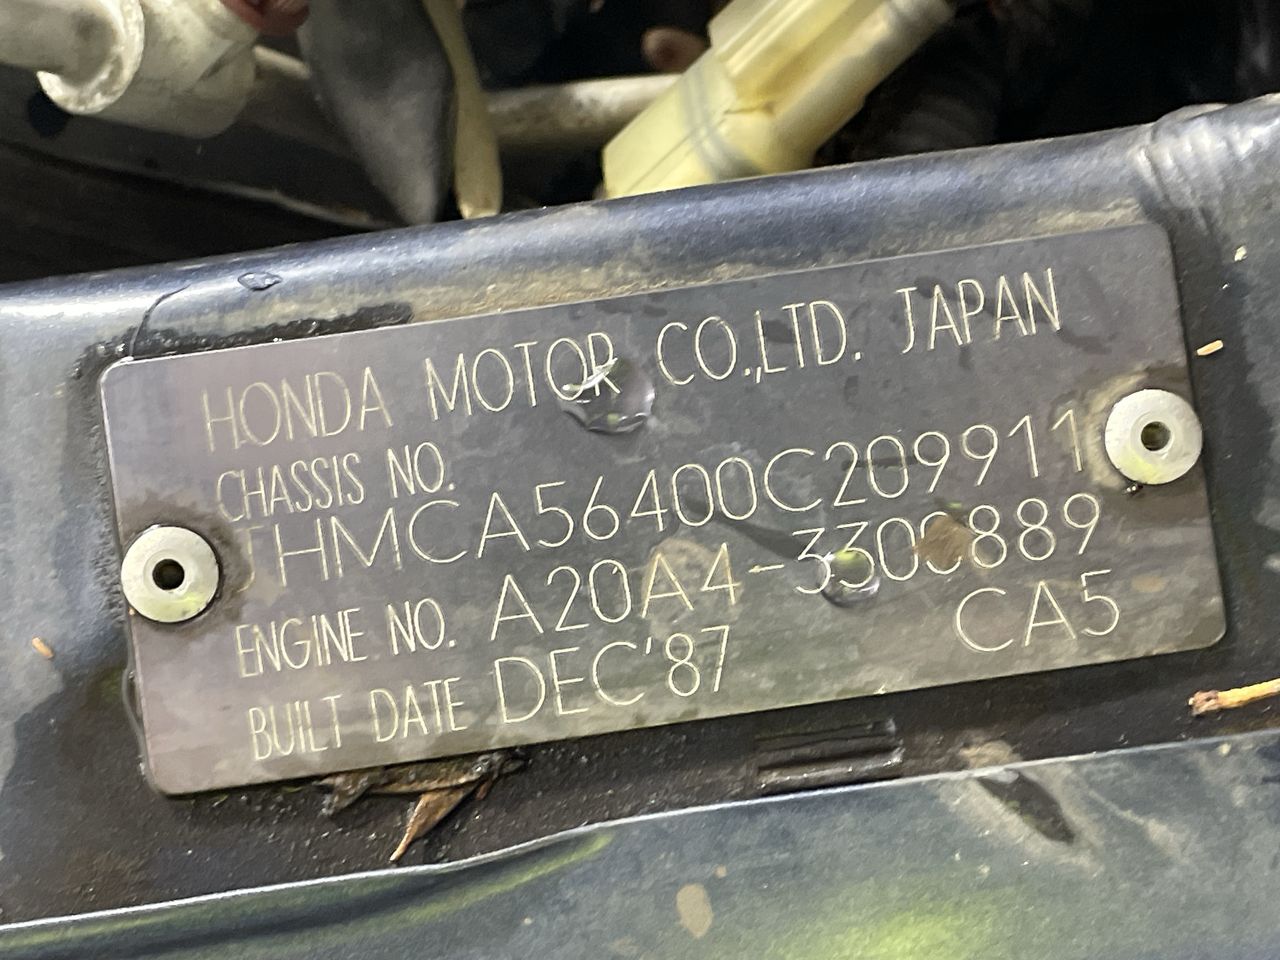 HONDA MOTOR CO.,LTD. JAPAN
CHASSIS NO.
JHMCA56400C209911
ENGINE NO. A20A4-3300889
BUILT DATE DEC'87 CA5